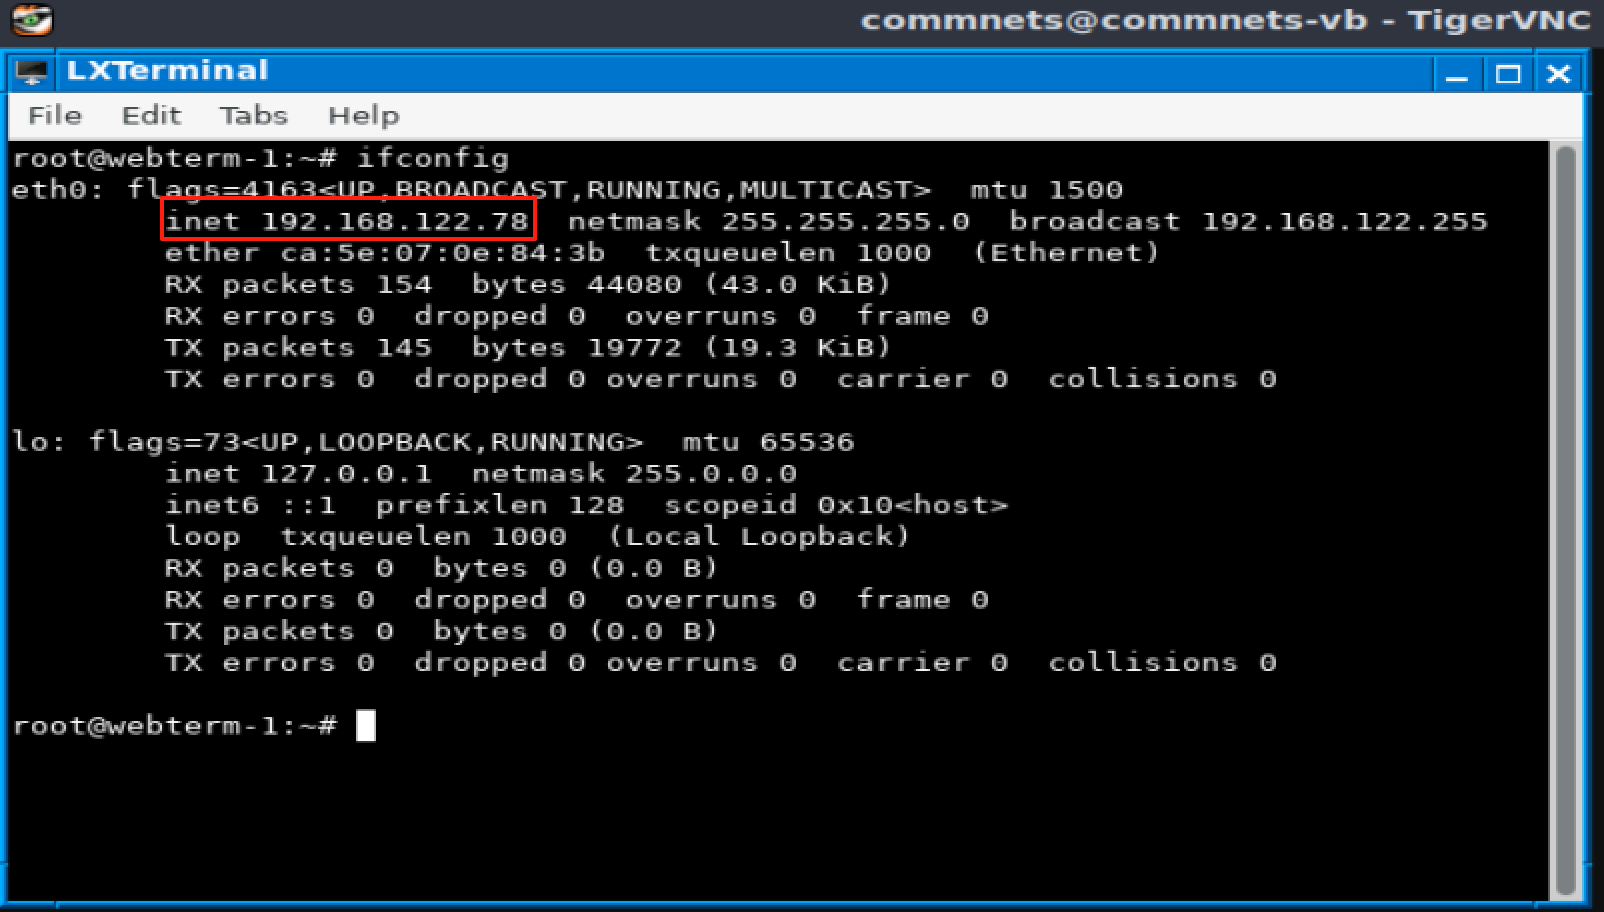 commnets@commnets-vb - TigerVNC
LXTerminal
File Edit Tabs Help
root@webterm-1:~# ifconfig
eth0: flags=4163<UP,BROADCAST,RUNNING,MULTICAST>  mtu 1500
        inet 192.168.122.78  netmask 255.255.255.0  broadcast 192.168.122.255
        ether ca:5e:07:0e:84:3b  txqueuelen 1000  (Ethernet)
        RX packets 154  bytes 44080 (43.0 KiB)
        RX errors 0  dropped 0  overruns 0  frame 0
        TX packets 145  bytes 19772 (19.3 KiB)
        TX errors 0  dropped 0 overruns 0  carrier 0  collisions 0

lo: flags=73<UP,LOOPBACK,RUNNING>  mtu 65536
        inet 127.0.0.1  netmask 255.0.0.0
        inet6 ::1  prefixlen 128  scopeid 0x10<host>
        loop  txqueuelen 1000  (Local Loopback)
        RX packets 0  bytes 0 (0.0 B)
        RX errors 0  dropped 0  overruns 0  frame 0
        TX packets 0  bytes 0 (0.0 B)
        TX errors 0  dropped 0 overruns 0  carrier 0  collisions 0

root@webterm-1:~#